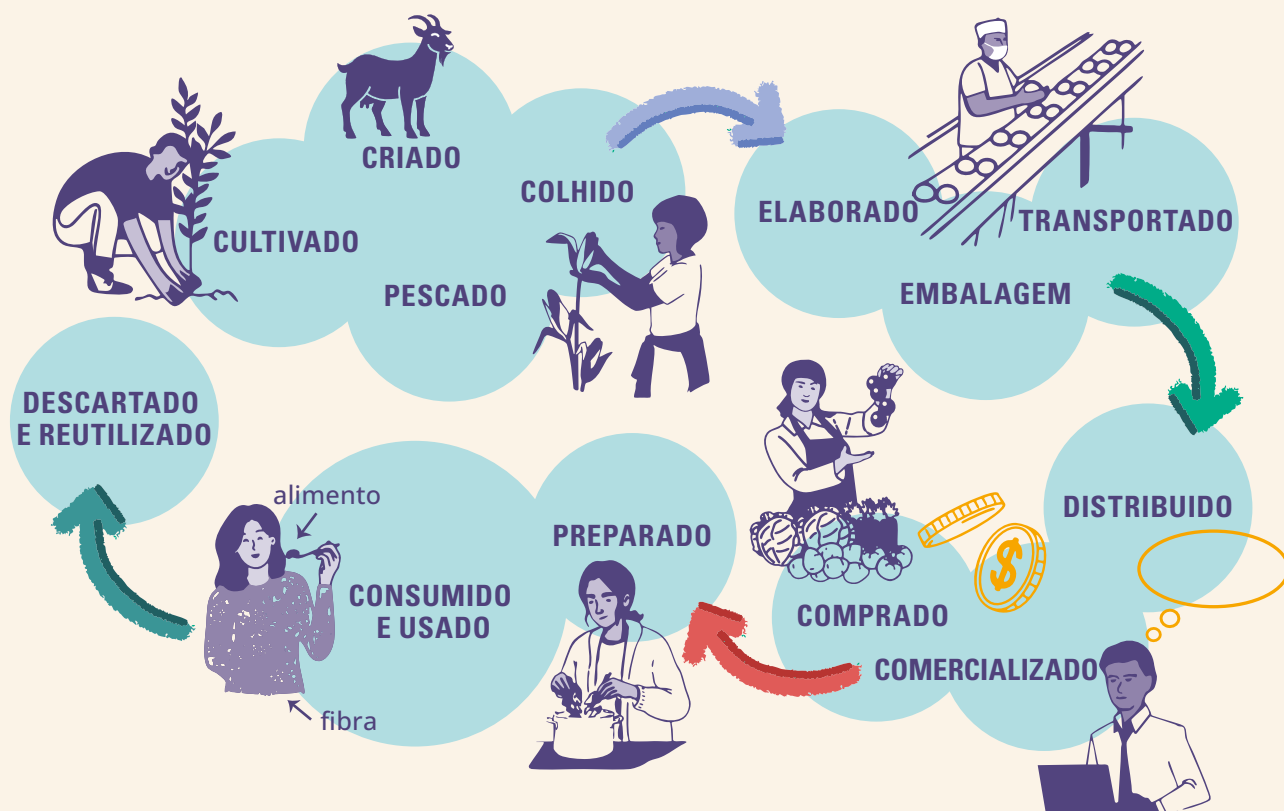 CRIADO
COLHIDO
CULTIVADO
PESCADO
ELABORADO
TRANSPORTADO
EMBALAGEM
DISTRIBUIDO
COMPRADO
COMERCIALIZADO
$
PREPARADO
alimento
CONSUMIDO
E USADO
fibra
DESCARTADO
E REUTILIZADO